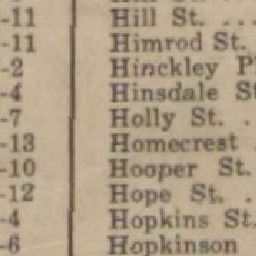 -11 Hill St. ...
-11 Himrod St.
-2 Hinckley P
-4 Hinsdale St
-7 Holly St. .
-13 Homecrest .
-10 Hooper St.
-12 Hope St. .
-4 Hopkins St.
-6 Hopkinson